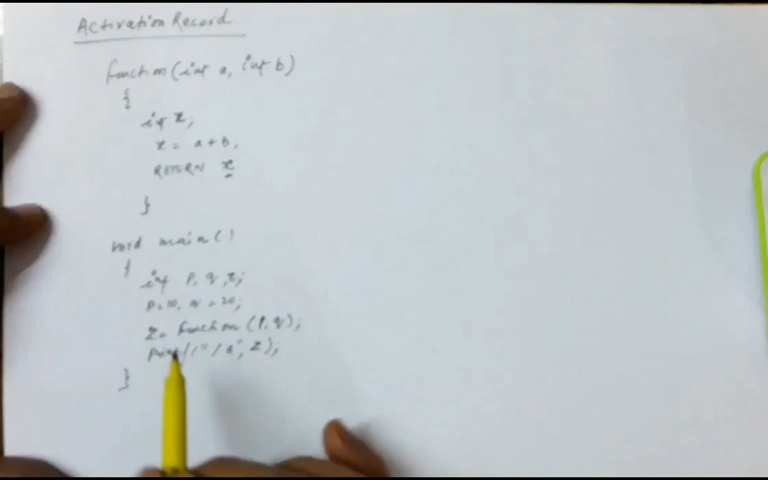 Activation Record
function(int a, int b)
{
int x;
x = a+b;
RETURN x
}
void main()
{
int p, q, z;
p=10, q=20;
z= function (p, q);
printf("/d", z);
}